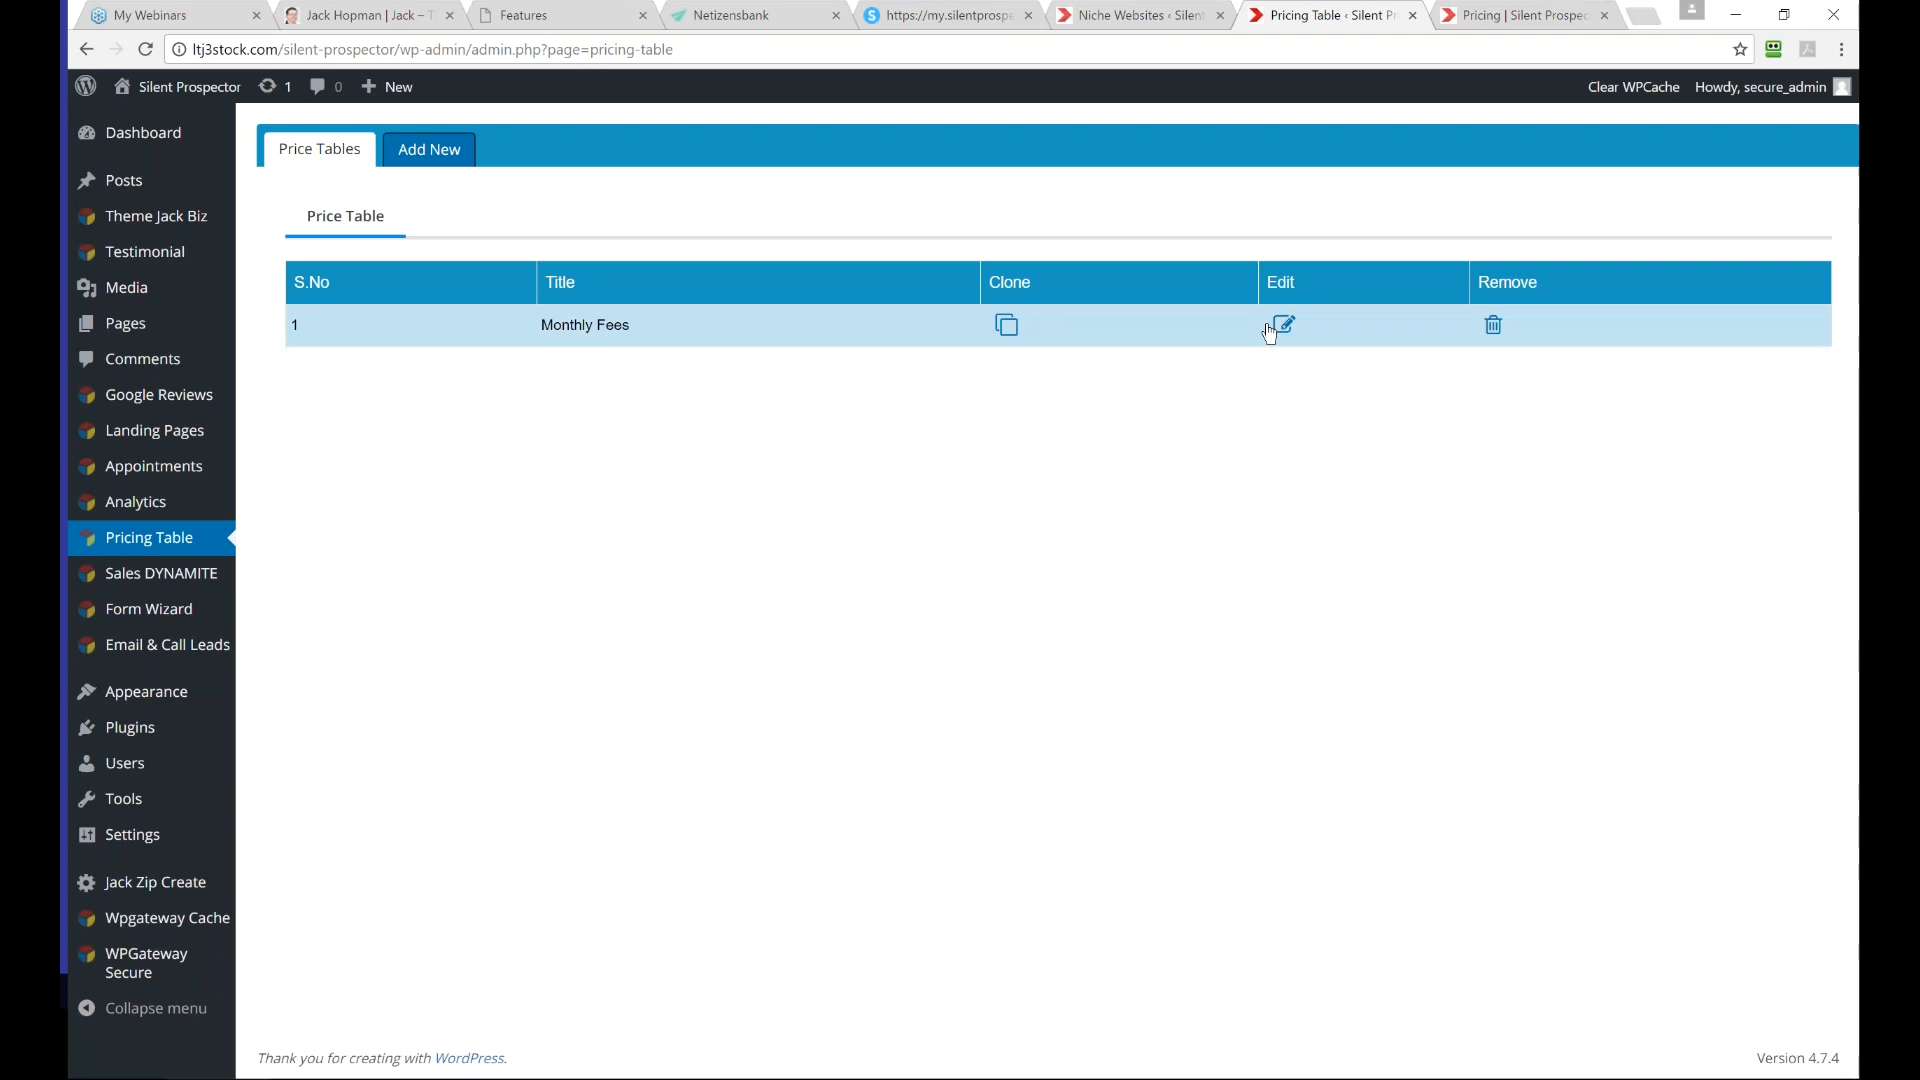 My Webinars
Jack Hopman | Jack – T
Features
Netizensbank
https://my.silentprospe
Niche Websites ‹ Silent
Pricing Table ‹ Silent Pr
Pricing | Silent Prospec
ltj3stock.com/silent-prospector/wp-admin/admin.php?page=pricing-table
Silent Prospector
1
0
New
Clear WPCache
Howdy, secure_admin
Dashboard
Posts
Theme Jack Biz
Testimonial
Media
Pages
Comments
Google Reviews
Landing Pages
Appointments
Analytics
Pricing Table
Sales DYNAMITE
Form Wizard
Email & Call Leads
Appearance
Plugins
Users
Tools
Settings
Jack Zip Create
Wpgateway Cache
WPGateway
Secure
Collapse menu
Price Tables
Add New
Price Table
S.No Title Clone Edit Remove
1 Monthly Fees
Thank you for creating with WordPress.
Version 4.7.4